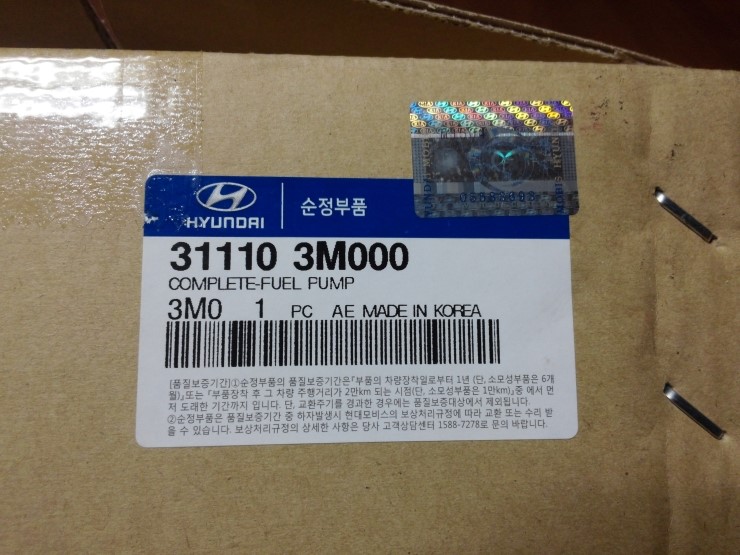 HYUNDAI 순정부품
31110 3M000
COMPLETE-FUEL PUMP
3M0 1 PC AE MADE IN KOREA
[품질보증기간]①순정부품의 품질보증기간은『부품의 차량장착일로부터 1년 (단, 소모성부품은 6개
월)』또는 『부품장착 후 그 차량 주행거리가 2만km 되는 시점(단, 소모성부품은 1만km)』중 에서 먼
저 도래한 기간까지 입니다. 단, 교환주기를 경과한 경우에는 품질보증대상에서 제외됩니다.
②순정부품은 품질보증기간 중 하자발생시 현대모비스의 보상처리규정에 따라 교환 또는 수리 받
을 수 있습니다. 보상처리규정의 상세한 사항은 당사 고객상담센터 1588-7278로 문의 바랍니다.